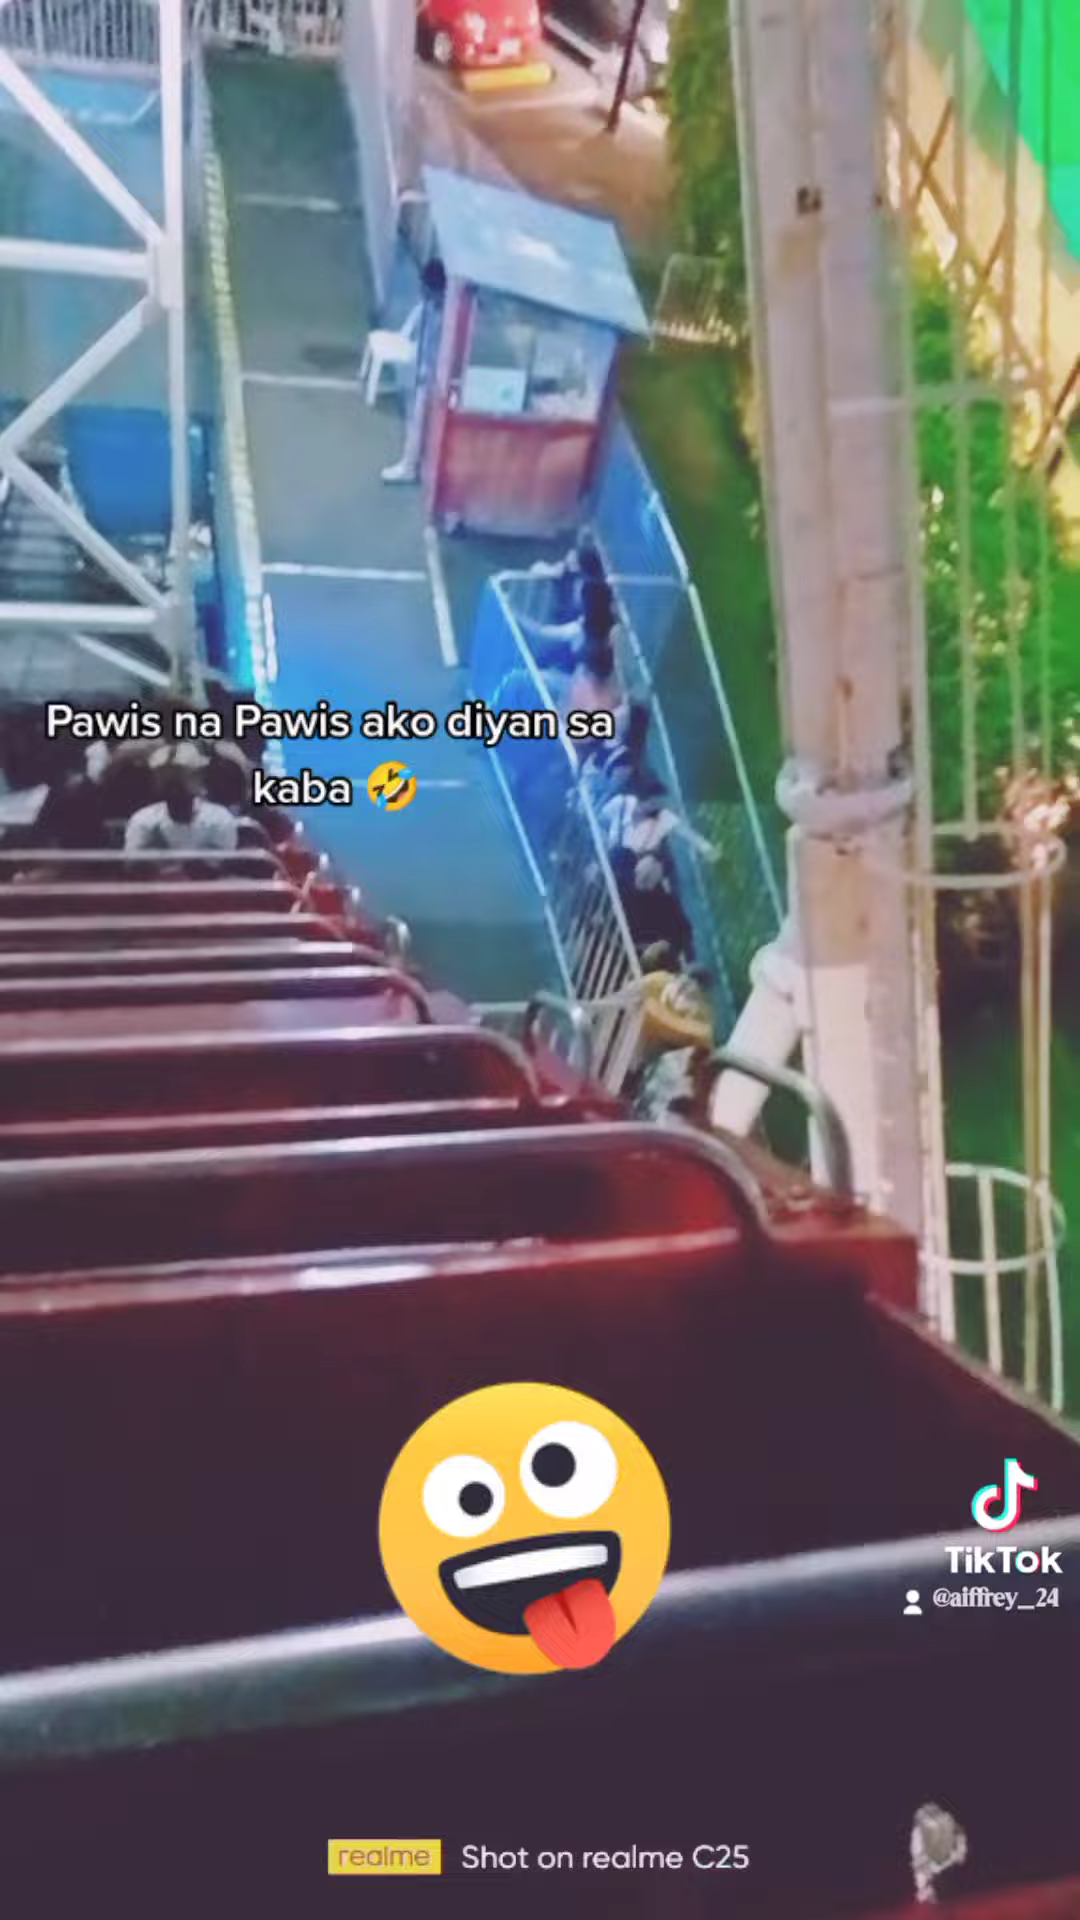 Pawis na Pawis ako diyan sa
kaba 🤣
TikTok
@aiffrey_24
realme Shot on realme C25